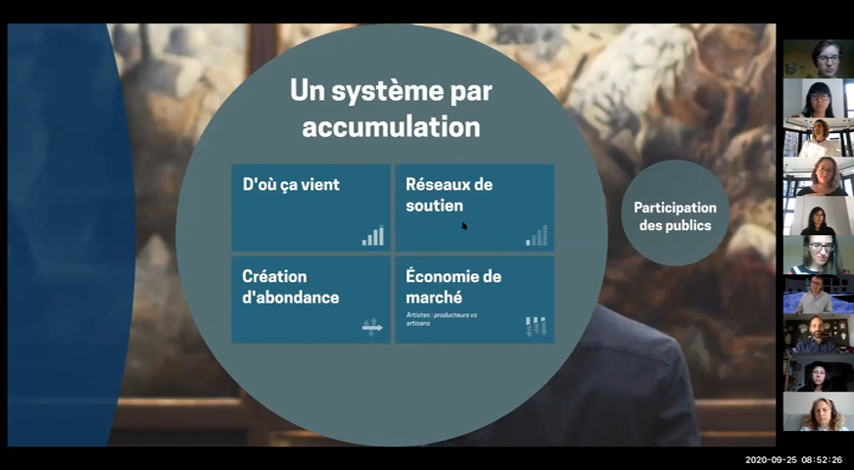 Un système par
accumulation
D'où ça vient
Réseaux de
soutien
Création
d'abondance
Économie de
marché
Artistes : producteurs vs
artisans
Participation
des publics
2020-09-25 08:52:26